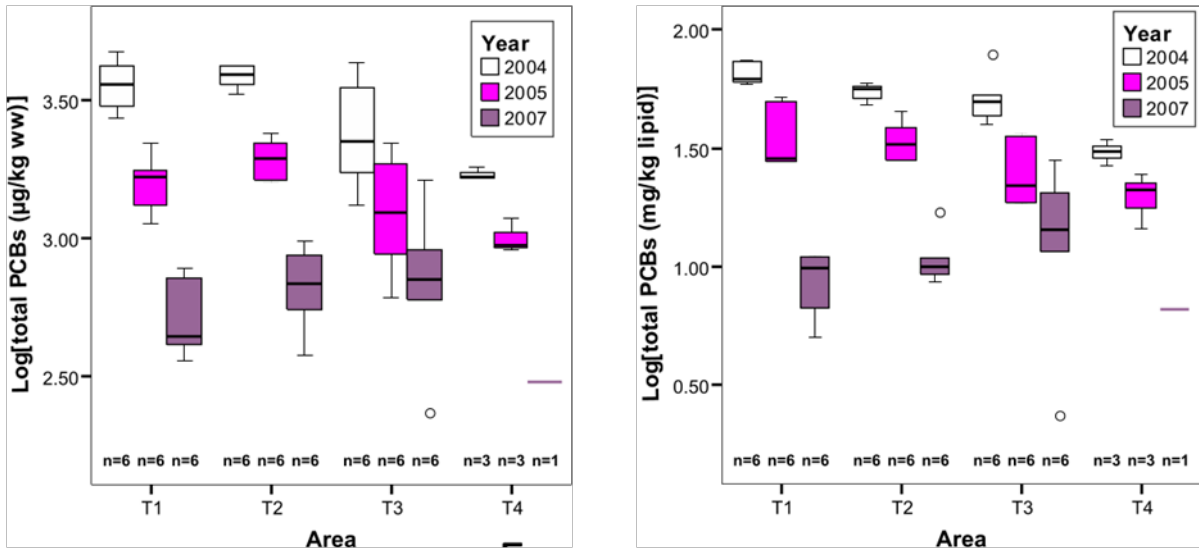 Log[total PCBs (µg/kg ww)]
Year
2004
2005
2007
3.50
3.00
2.50
n=6 n=6 n=6 n=6 n=6 n=6 n=6 n=6 n=6 n=3 n=3 n=1
T1 T2 T3 T4
Area
Log[total PCBs (mg/kg lipid)]
Year
2004
2005
2007
2.00
1.50
1.00
0.50
n=6 n=6 n=6 n=6 n=6 n=6 n=6 n=6 n=6 n=3 n=3 n=1
T1 T2 T3 T4
Area